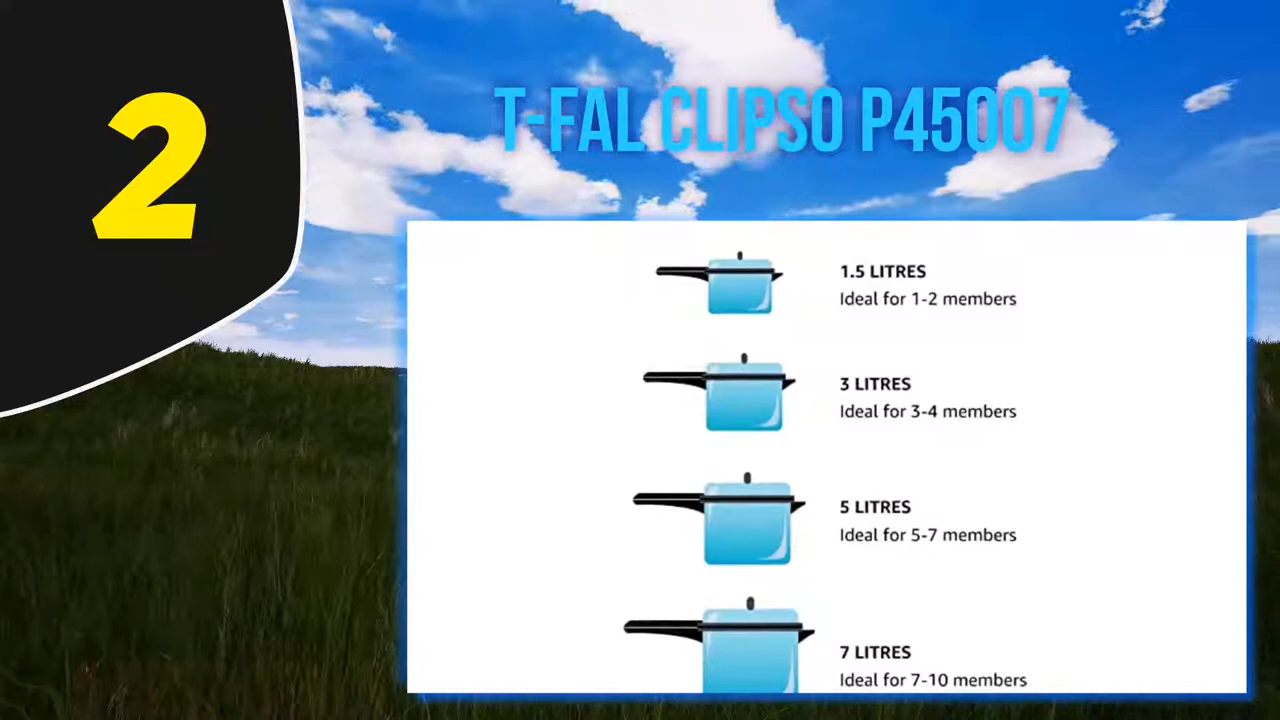 2
T-FAL CLIPSO P45007
1.5 LITRES
Ideal for 1-2 members
3 LITRES
Ideal for 3-4 members
5 LITRES
Ideal for 5-7 members
7 LITRES
Ideal for 7-10 members